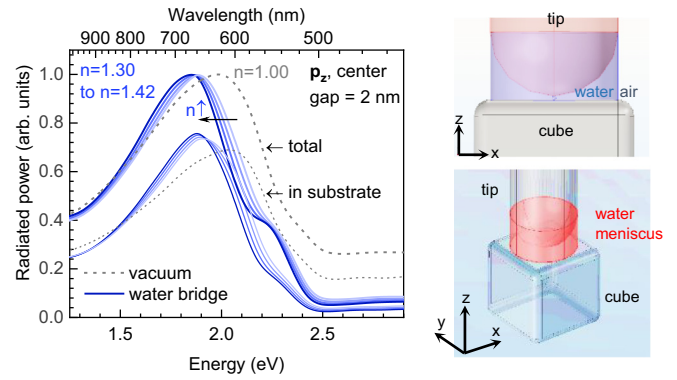 Wavelength (nm)
900 800 700 600 500
n=1.30
to n=1.42
n=1.00
p_z, center
gap = 2 nm
n↑
← total
← in substrate
vacuum
water bridge
Radiated power (arb. units)
1.0
0.8
0.6
0.4
0.2
0.0
1.5 2.0 2.5
Energy (eV)
tip
water air
cube
z
x
tip
water
meniscus
cube
z
y
x